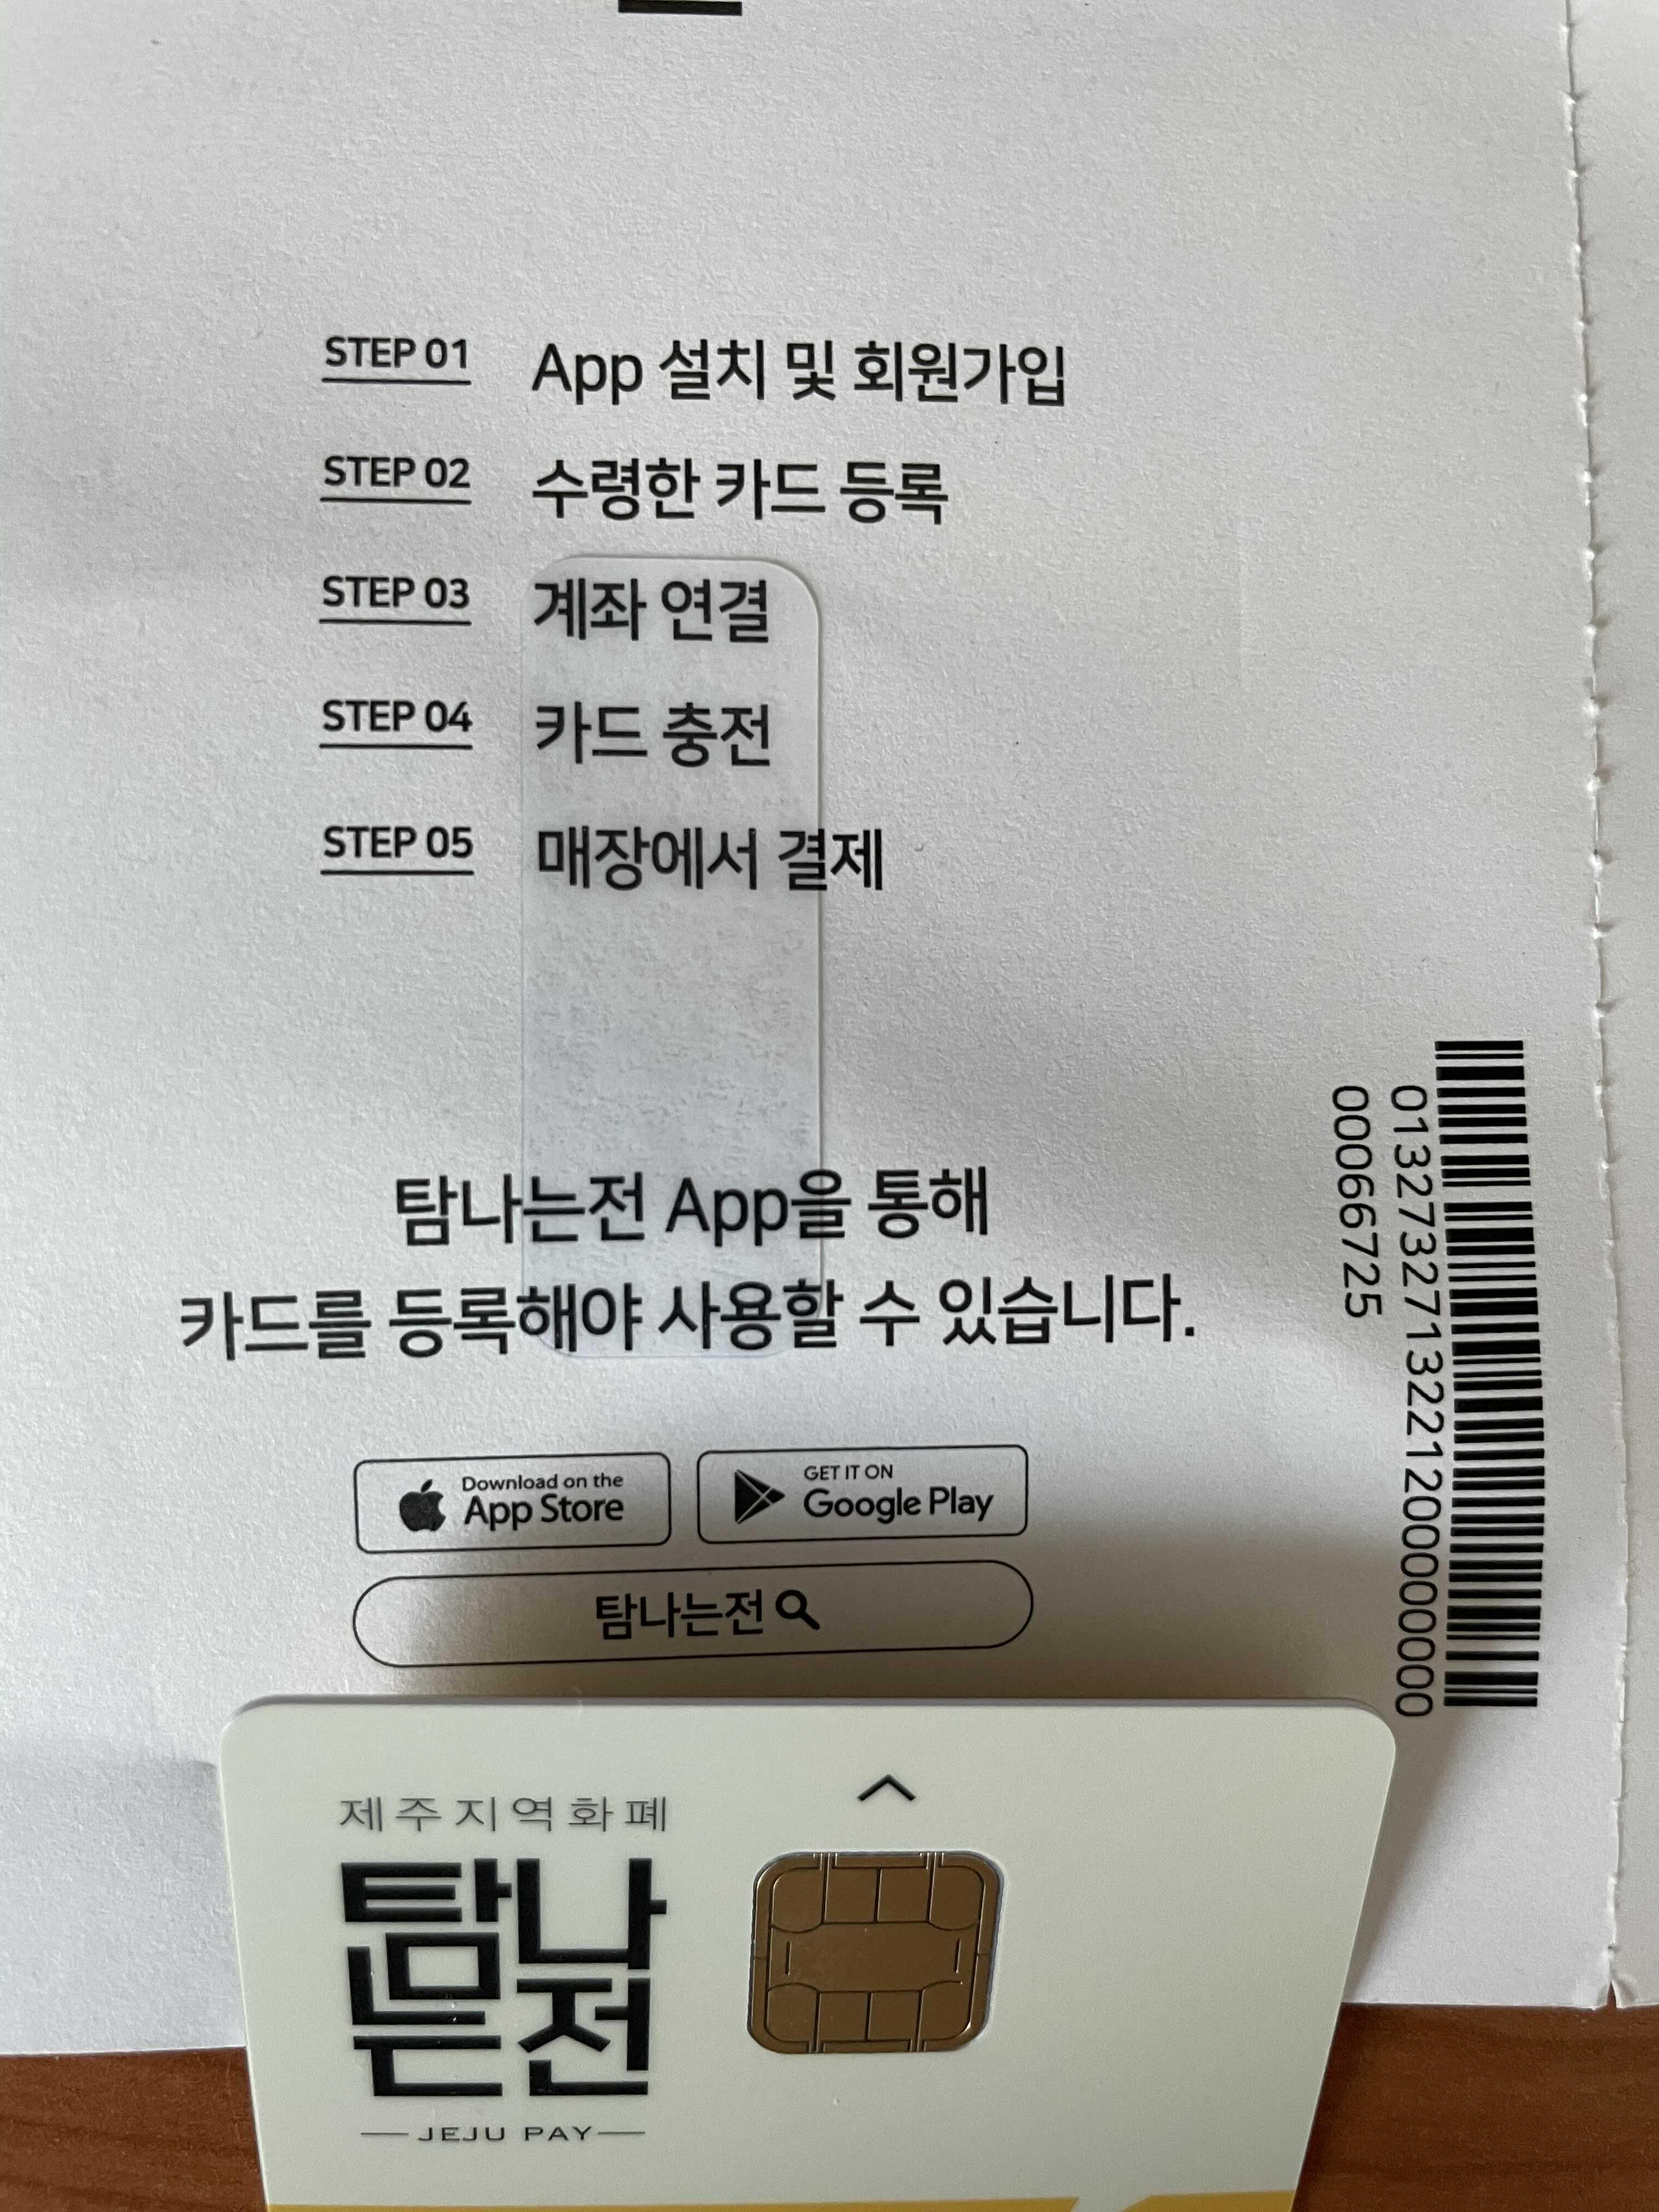 STEP 01 App 설치 및 회원가입
STEP 02 수령한 카드 등록
STEP 03 계좌 연결
STEP 04 카드 충전
STEP 05 매장에서 결제
탐나는전 App을 통해
카드를 등록해야 사용할 수 있습니다.
Download on the
App Store
GET IT ON
Google Play
탐나는전
01327327132212000000000
00066725
제주지역화폐
탐나
는전
JEJU PAY